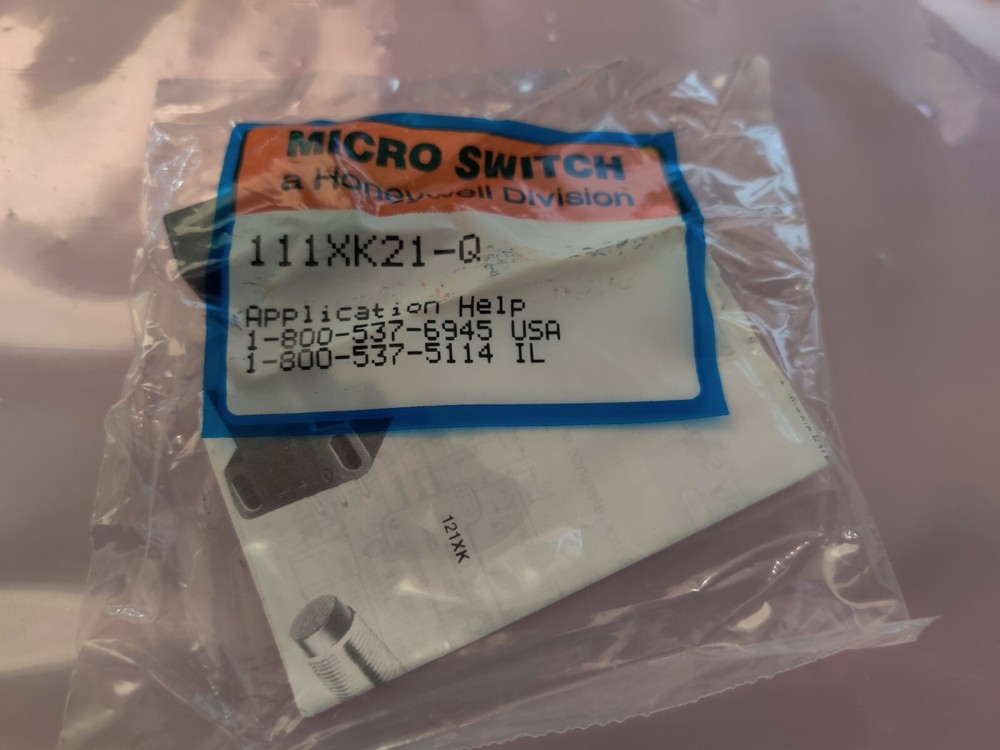 MICRO SWITCH
a Honeywell Division
111XK21-Q
Application Help
1-800-537-6945 USA
1-800-537-5114 IL
121XK